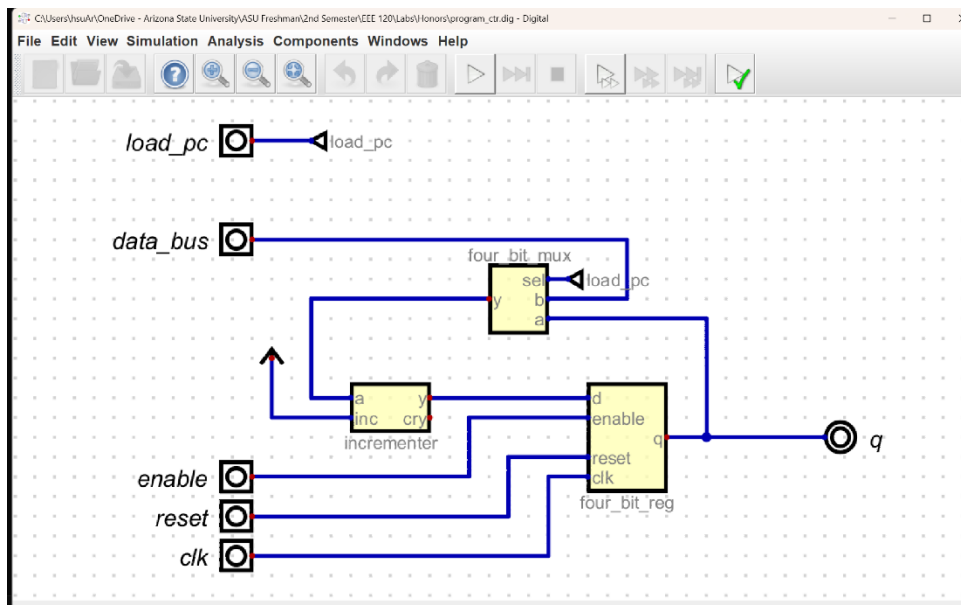 C:\Users\hsuAr\OneDrive - Arizona State University\ASU Freshman\2nd Semester\EEE 120\Labs\Honors\program_ctr.dig - Digital
File Edit View Simulation Analysis Components Windows Help
load_pc
load_pc
data_bus
four_bit_mux
sel
load_pc
y
b
a
a
y
inc
cry
incrementer
d
enable
q
reset
clk
four_bit_reg
q
enable
reset
clk